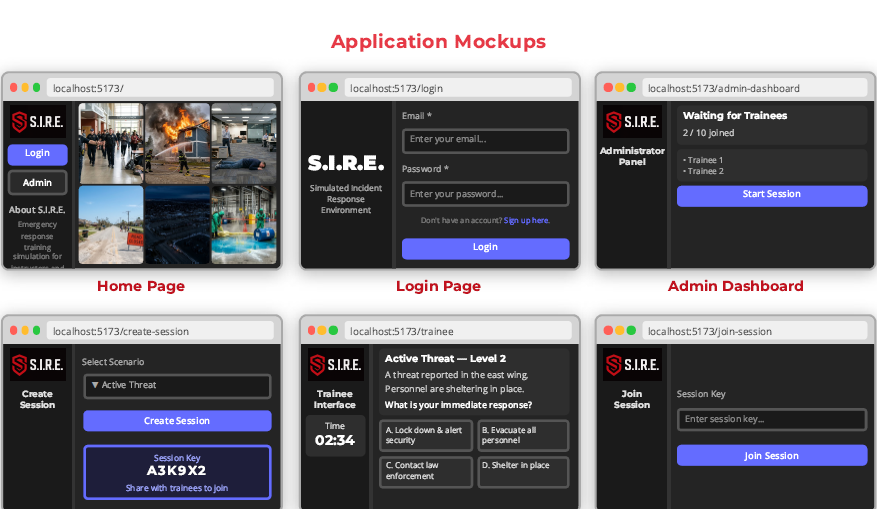 Application Mockups
localhost:5173/
S.I.R.E.
Login
Admin
About S.I.R.E.
Emergency
response
training
simulation for
Home Page
localhost:5173/login
S.I.R.E.
Simulated Incident
Response
Environment
Email *
Enter your email...
Password *
Enter your password...
Don't have an account? Sign up here.
Login
Login Page
localhost:5173/admin-dashboard
S.I.R.E.
Administrator
Panel
Waiting for Trainees
2 / 10 joined
• Trainee 1
• Trainee 2
Start Session
Admin Dashboard
localhost:5173/create-session
S.I.R.E.
Create
Session
Select Scenario
▼ Active Threat
Create Session
Session Key
A3K9X2
Share with trainees to join
localhost:5173/trainee
S.I.R.E.
Trainee
Interface
Time
02:34
Active Threat — Level 2
A threat reported in the east wing.
Personnel are sheltering in place.
What is your immediate response?
A. Lock down & alert
security
B. Evacuate all
personnel
C. Contact law
enforcement
D. Shelter in place
localhost:5173/join-session
S.I.R.E.
Join
Session
Session Key
Enter session key...
Join Session